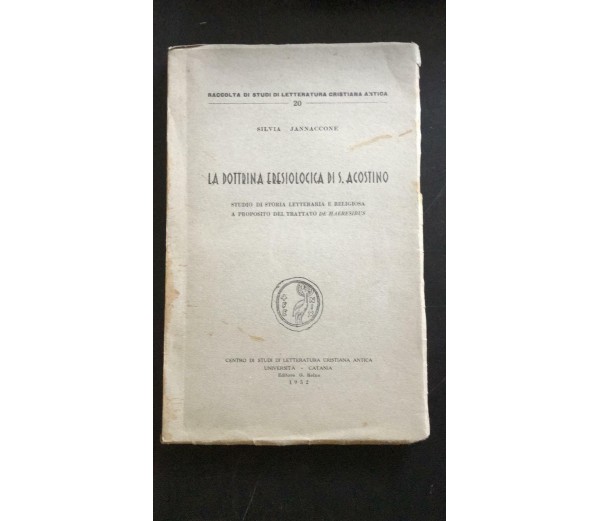 RACCOLTA DI STUDI DI LETTERATURA CRISTIANA ANTICA
20
SILVIA JANNACCONE
LA DOTTRINA ERESIOLOGICA DI S. AGOSTINO
STUDIO DI STORIA LETTERARIA E RELIGIOSA
A PROPOSITO DEL TRATTATO DE HAERESIBUS
CENTRO DI STUDI DI LETTERATURA CRISTIANA ANTICA
UNIVERSITÀ - CATANIA
Editore G. Reina
1952